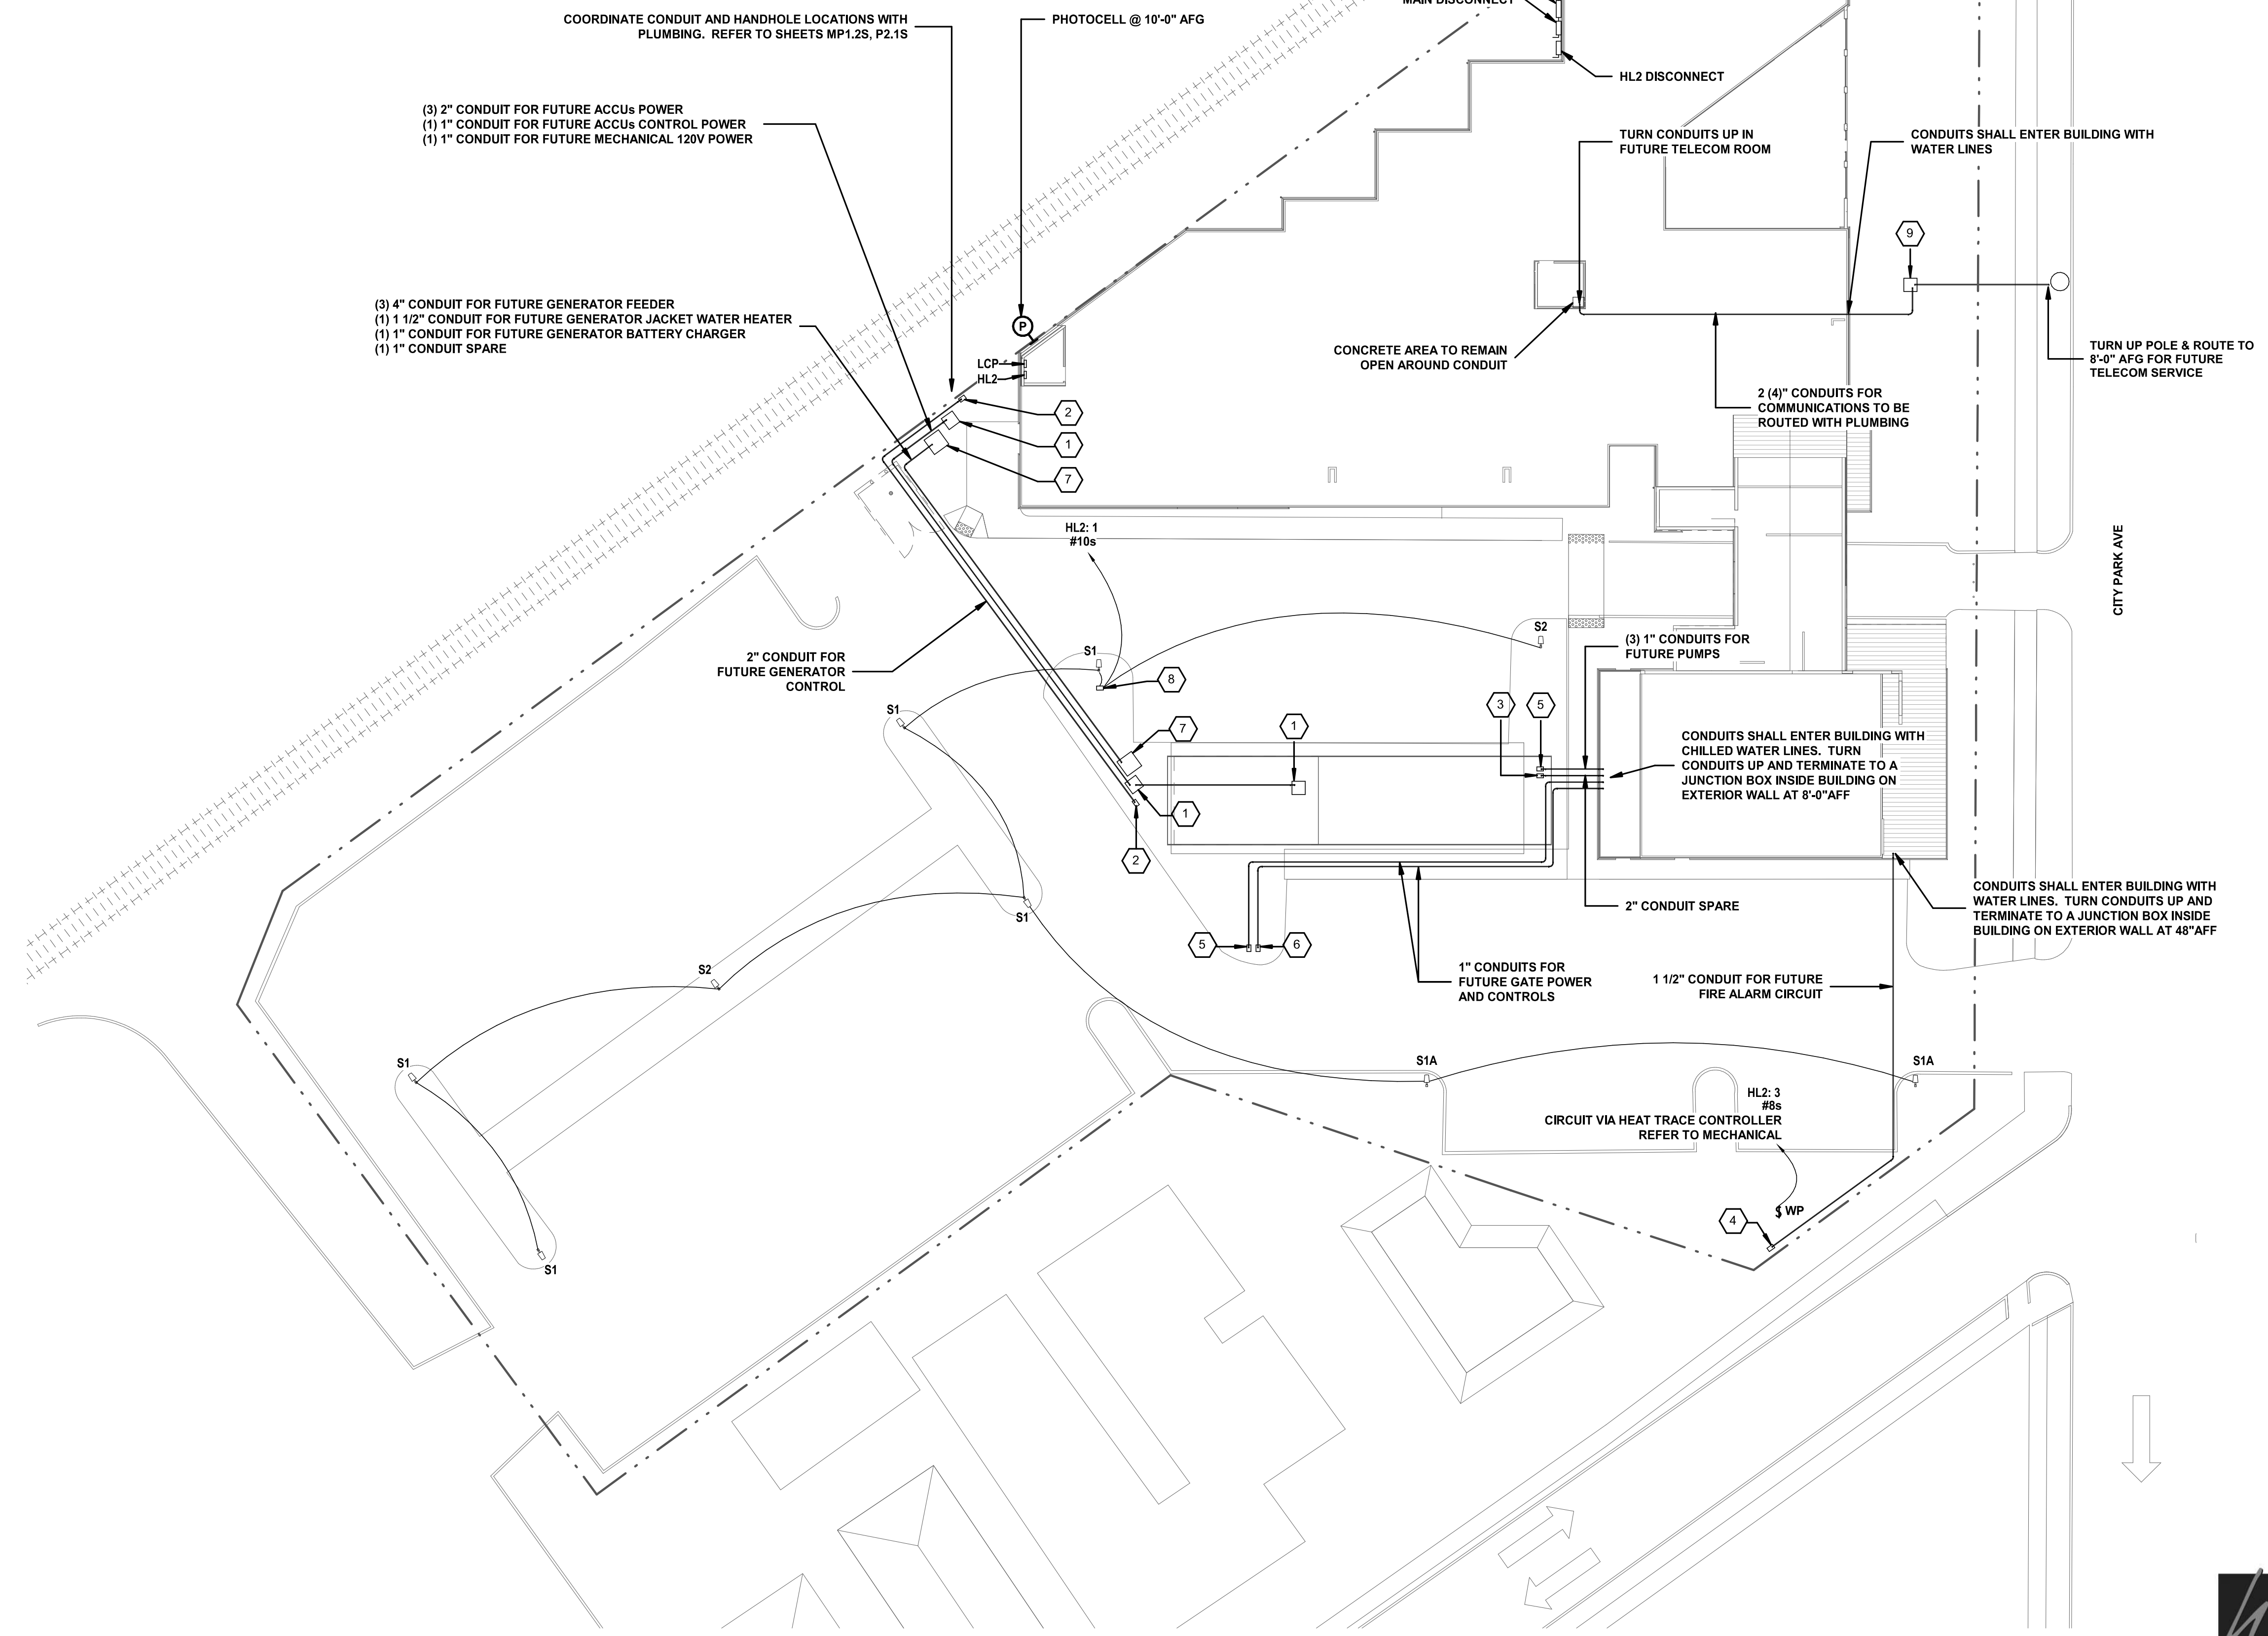 COORDINATE CONDUIT AND HANDHOLE LOCATIONS WITH
PLUMBING. REFER TO SHEETS MP1.2S, P2.1S
PHOTOCELL @ 10'-0" AFG
MAIN DISCONNECT
HL2 DISCONNECT
(3) 2" CONDUIT FOR FUTURE ACCUs POWER
(1) 1" CONDUIT FOR FUTURE ACCUs CONTROL POWER
(1) 1" CONDUIT FOR FUTURE MECHANICAL 120V POWER
TURN CONDUITS UP IN
FUTURE TELECOM ROOM
CONDUITS SHALL ENTER BUILDING WITH
WATER LINES
9
(3) 4" CONDUIT FOR FUTURE GENERATOR FEEDER
(1) 1 1/2" CONDUIT FOR FUTURE GENERATOR JACKET WATER HEATER
(1) 1" CONDUIT FOR FUTURE GENERATOR BATTERY CHARGER
(1) 1" CONDUIT SPARE
P
LCP
HL2
CONCRETE AREA TO REMAIN
OPEN AROUND CONDUIT
TURN UP POLE & ROUTE TO
8'-0" AFG FOR FUTURE
TELECOM SERVICE
2 (4)" CONDUITS FOR
COMMUNICATIONS TO BE
ROUTED WITH PLUMBING
2
1
7
HL2: 1
#10s
CITY PARK AVE
2" CONDUIT FOR
FUTURE GENERATOR
CONTROL
S1
S2
(3) 1" CONDUITS FOR
FUTURE PUMPS
8
S1
3
5
7
1
CONDUITS SHALL ENTER BUILDING WITH
CHILLED WATER LINES. TURN
CONDUITS UP AND TERMINATE TO A
JUNCTION BOX INSIDE BUILDING ON
EXTERIOR WALL AT 8'-0"AFF
1
2
S1
2" CONDUIT SPARE
CONDUITS SHALL ENTER BUILDING WITH
WATER LINES. TURN CONDUITS UP AND
TERMINATE TO A JUNCTION BOX INSIDE
BUILDING ON EXTERIOR WALL AT 48"AFF
5
6
S2
1" CONDUITS FOR
FUTURE GATE POWER
AND CONTROLS
1 1/2" CONDUIT FOR FUTURE
FIRE ALARM CIRCUIT
S1
S1A
S1A
HL2: 3
#8s
CIRCUIT VIA HEAT TRACE CONTROLLER
REFER TO MECHANICAL
$ WP
4
S1